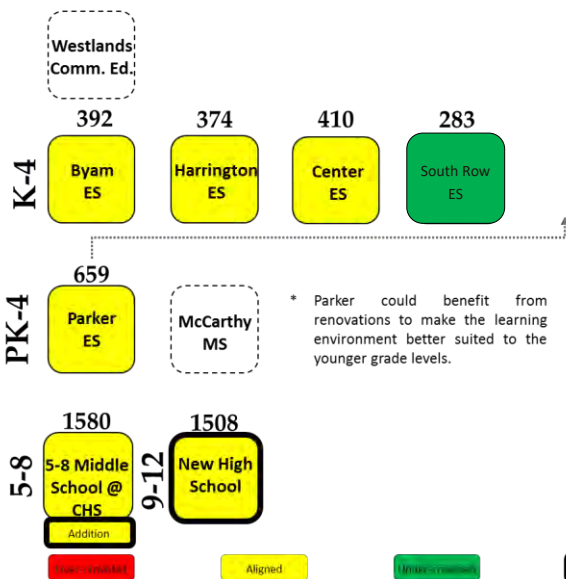 Westlands
Comm. Ed.
392 374 410 283
K-4
Byam
ES
Harrington
ES
Center
ES
South Row
ES
659
PK-4
Parker
ES
McCarthy
MS
* Parker could benefit from
renovations to make the learning
environment better suited to the
younger grade levels.
1580 1508
5-8
5-8 Middle
School @
CHS
Addition
9-12
New High
School
Aligned